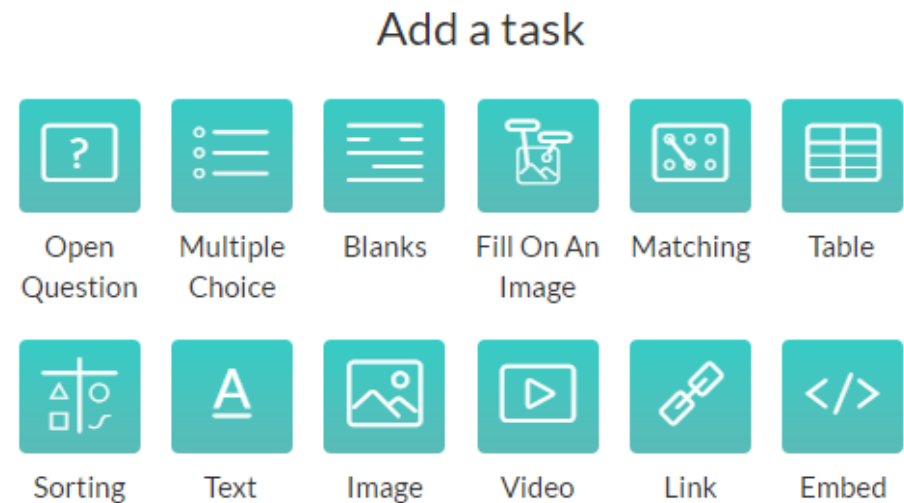 Add a task
?
Open Question
Multiple Choice
Blanks
Fill On An Image
Matching
Table
A
</>
Sorting
Text
Image
Video
Link
Embed